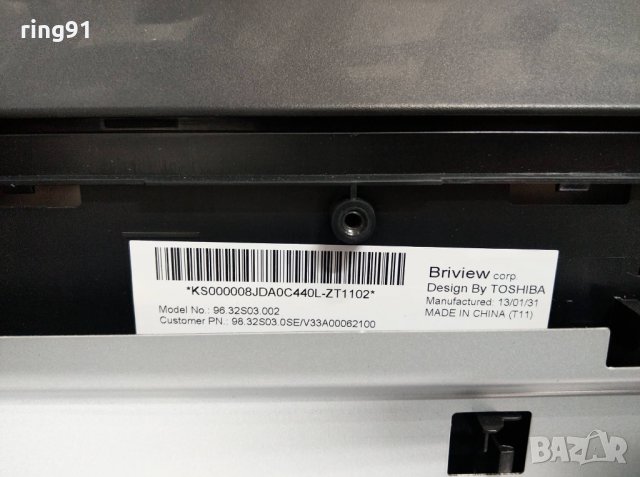 ring91
*KS000008JDA0C440L-ZT1102*
Model No.: 96.32S03.002
Customer PN.: 98.32S03.0SE/V33A00062100
Briview corp
Design By TOSHIBA
Manufactured: 13/01/31
MADE IN CHINA (T11)
BAZAR